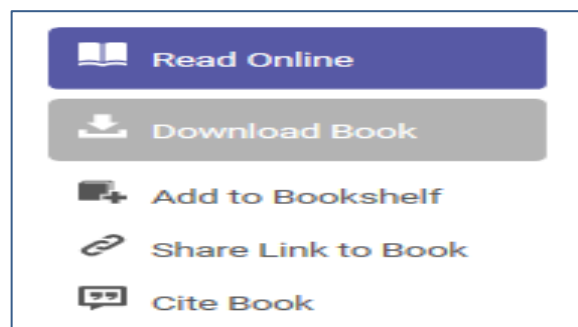 Read Online
Download Book
Add to Bookshelf
Share Link to Book
Cite Book